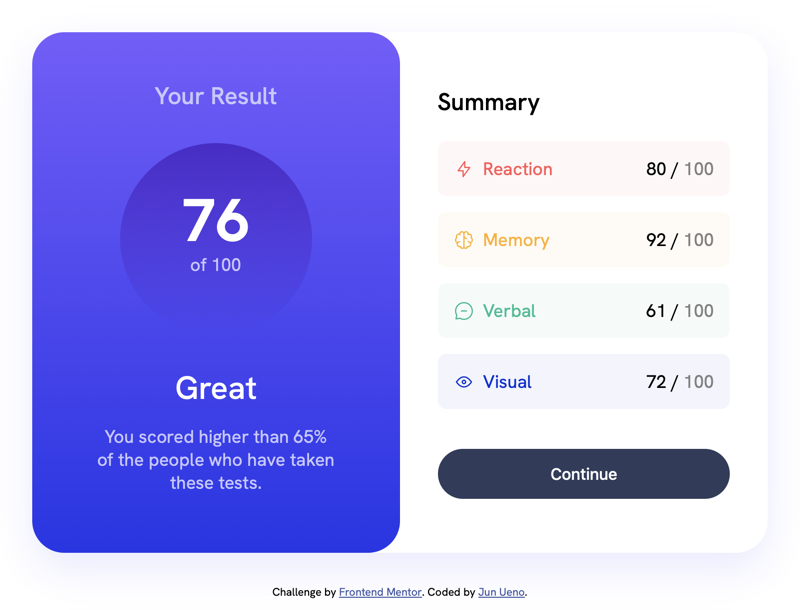 Your Result
76
of 100
Great
You scored higher than 65%
of the people who have taken
these tests.
Summary
Reaction 80 / 100
Memory 92 / 100
Verbal 61 / 100
Visual 72 / 100
Continue
Challenge by Frontend Mentor. Coded by Jun Ueno.